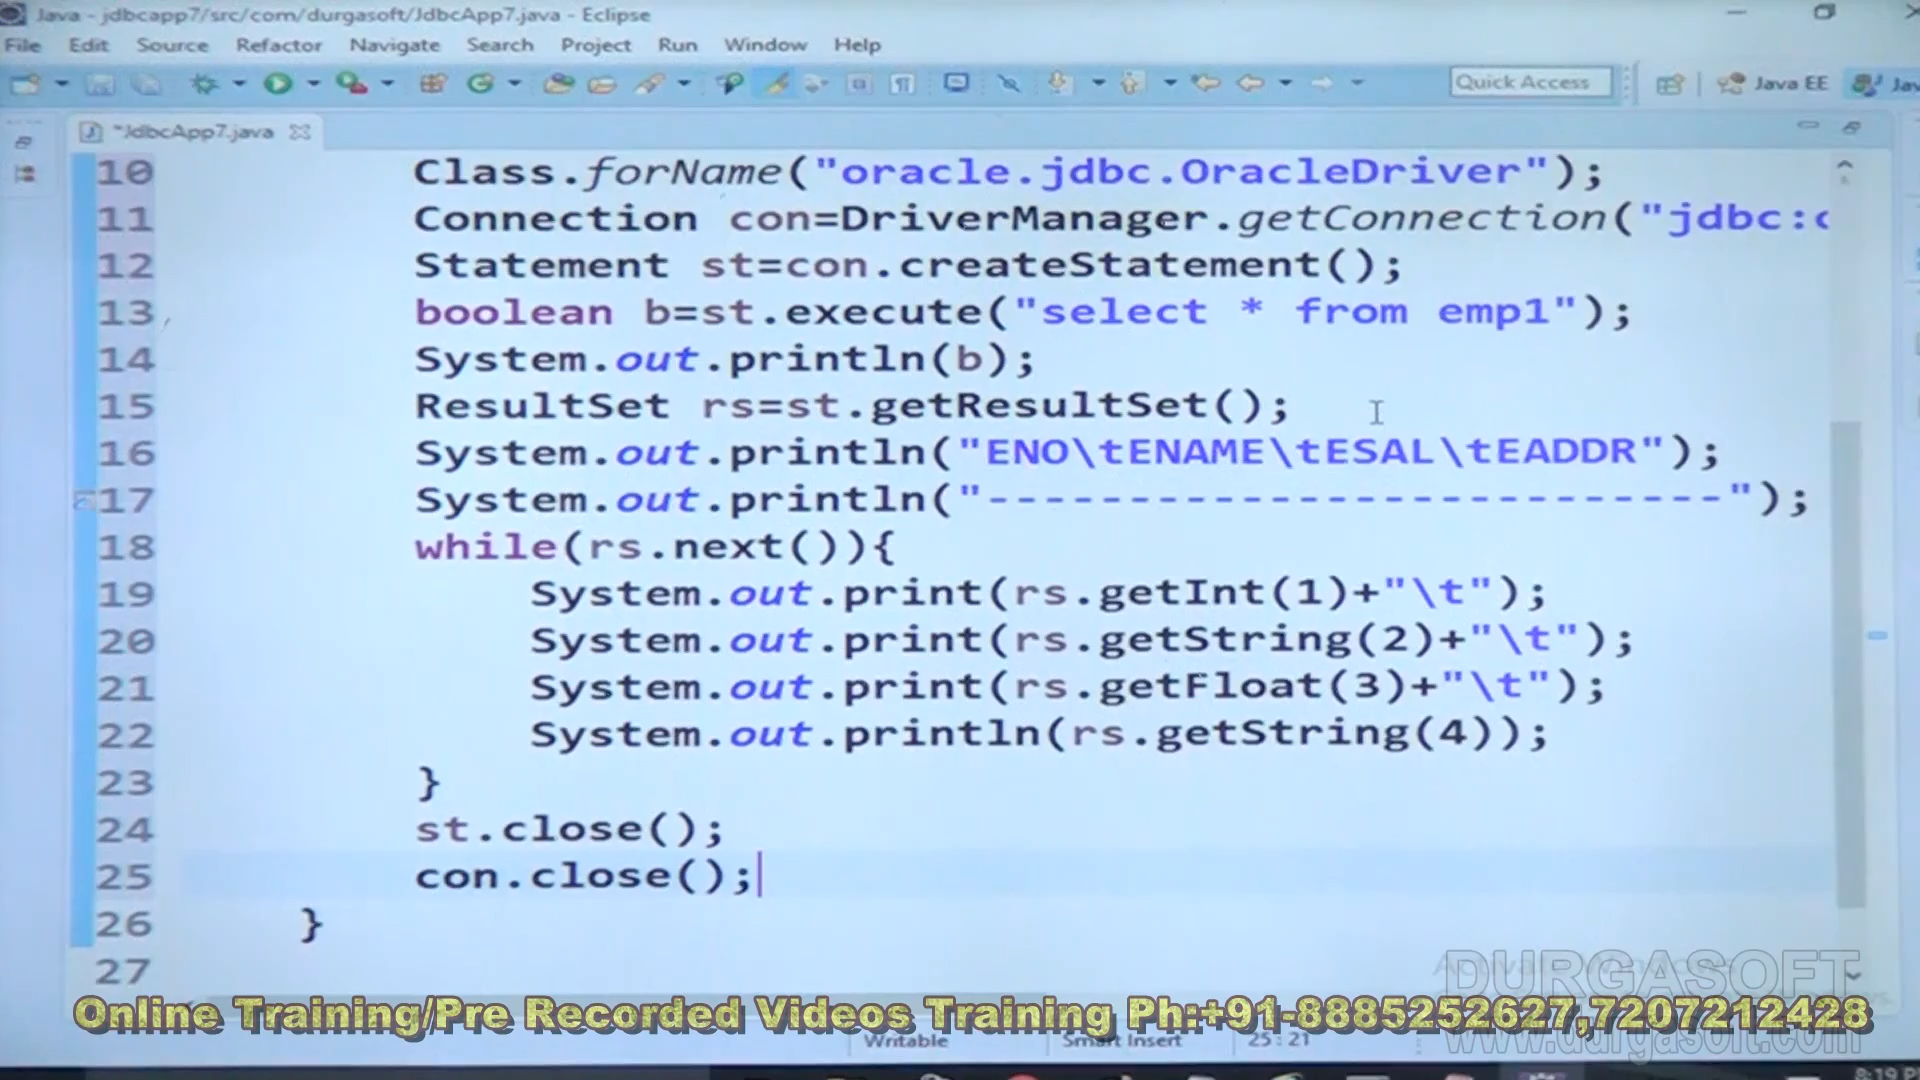 Java - jdbcapp7/src/com/durgasoft/JdbcApp7.java - Eclipse
File Edit Source Refactor Navigate Search Project Run Window Help
Quick Access Java EE
*JdbcApp7.java
10 Class.forName("oracle.jdbc.OracleDriver");
11 Connection con=DriverManager.getConnection("jdbc:
12 Statement st=con.createStatement();
13 boolean b=st.execute("select * from emp1");
14 System.out.println(b);
15 ResultSet rs=st.getResultSet();
16 System.out.println("ENO\tENAME\tESAL\tEADDR");
17 System.out.println("--------------------------");
18 while(rs.next()){
19 System.out.print(rs.getInt(1)+"\t");
20 System.out.print(rs.getString(2)+"\t");
21 System.out.print(rs.getFloat(3)+"\t");
22 System.out.println(rs.getString(4));
23 }
24 st.close();
25 con.close();
26 }
27
DURGASOFT
Online Training/Pre Recorded Videos Training Ph:+91-8885252627,7207212428
Writable Smart Insert 25:21
www.durgasoft.com